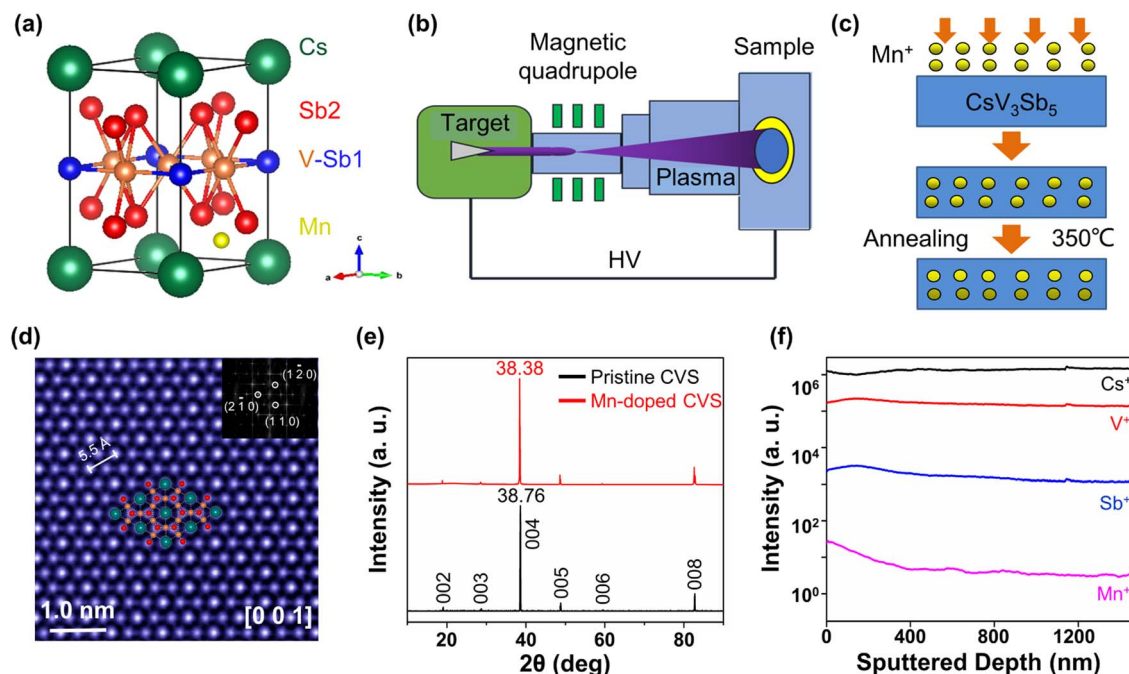 (a)
Cs
Sb2
V-Sb1
Mn
a
b
c
(b)
Magnetic
quadrupole
Sample
Target
Plasma
HV
(c)
Mn⁺
CsV₃Sb₅
Annealing 350℃
(d)
(1 2̄ 0)
(2 1̄ 0)
(1 1 0)
5.5 Å
1.0 nm
[0 0 1]
(e)
Intensity (a. u.)
38.38
Pristine CVS
Mn-doped CVS
38.76
002
003
004
005
006
008
20 40 60 80
2θ (deg)
(f)
Intensity (a. u.)
10⁶
10⁴
10²
10⁰
Cs⁺
V⁺
Sb⁺
Mn⁺
0 400 800 1200
Sputtered Depth (nm)